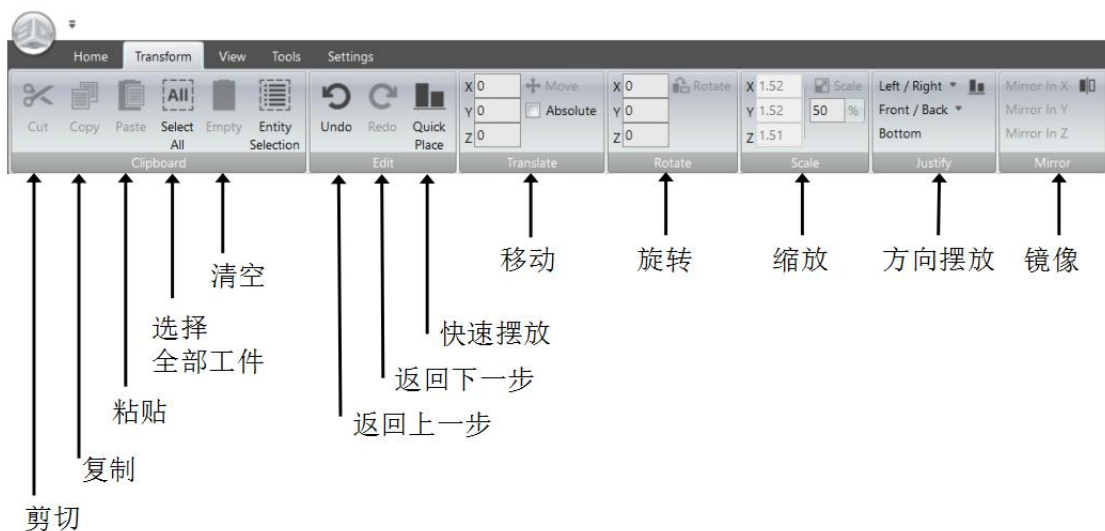 3D
Home Transform View Tools Settings
Cut Copy Paste Select All Empty Entity Selection
Clipboard
Undo Redo Quick Place
Edit
X 0 Move
Y 0 Absolute
Z 0
Translate
X 0 Rotate
Y 0
Z 0
Rotate
X 1.52 Scale
Y 1.52 50 %
Z 1.51
Scale
Left / Right
Front / Back
Bottom
Justify
Mirror In X
Mirror In Y
Mirror In Z
Mirror
All
移动
旋转
缩放
方向摆放
镜像
清空
选择
全部工件
快速摆放
返回下一步
粘贴
返回上一步
复制
剪切